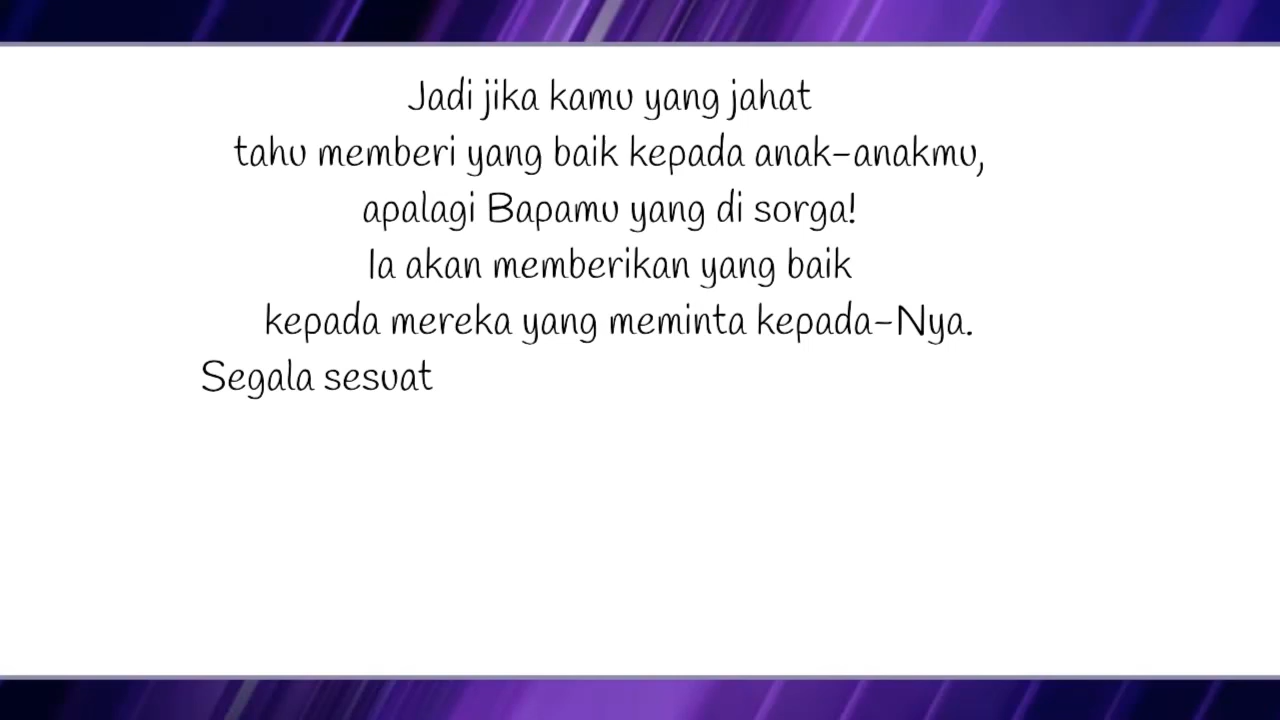 Jadi jika kamu yang jahat
tahu memberi yang baik kepada anak-anakmu,
apalagi Bapamu yang di sorga!
Ia akan memberikan yang baik
kepada mereka yang meminta kepada-Nya.
Segala sesuat